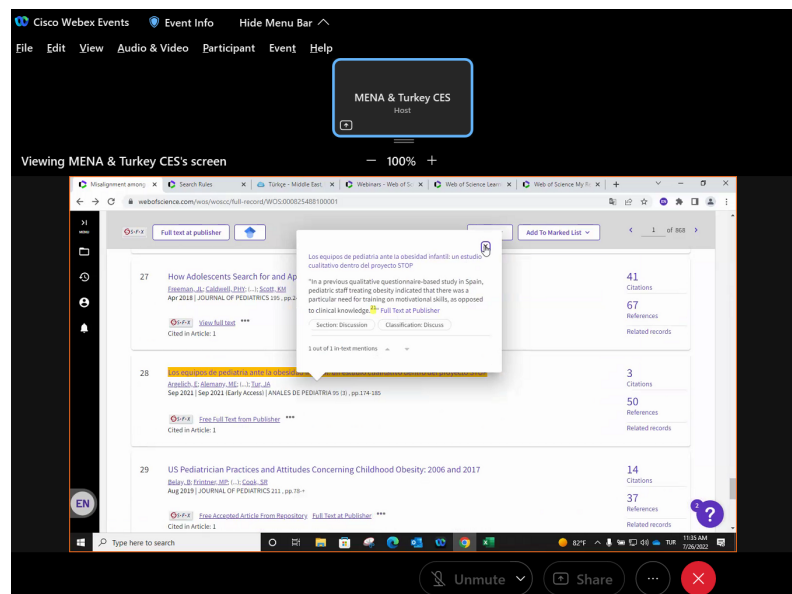 Cisco Webex Events Event Info Hide Menu Bar
File Edit View Audio & Video Participant Event Help
MENA & Turkey CES
Host
Viewing MENA & Turkey CES's screen — 100% +
Misalignment among x Search Rules x Türkçe - Middle East x Webinars - Web of Sc x Web of Science Learn x Web of Science My Re x +
webofscience.com/wos/woscc/full-record/WOS:000825488100001
MENU
S·F·X Full text at publisher Add To Marked List 1 of 868
Los equipos de pediatría ante la obesidad infantil: un estudio
cualitativo dentro del proyecto STOP
"In a previous qualitative questionnaire-based study in Spain,
pediatric staff treating obesity indicated that there was a
particular need for training on motivational skills, as opposed
to clinical knowledge. 21 " Full Text at Publisher
Section: Discussion Classification: Discuss
1 out of 1 in-text mentions
27 How Adolescents Search for and Ap
Freeman, JL; Caldwell, PHY; (...); Scott, KM
Apr 2018 | JOURNAL OF PEDIATRICS 195 , pp.2
S·F·X View full text •••
Cited in Article: 1
41
Citations
67
References
Related records
28 Los equipos de pediatría ante la obesid
Argelich, E; Alemany, ME; (...); Tur, JA
Sep 2021 | Sep 2021 (Early Access) | ANALES DE PEDIATRIA 95 (3) , pp.174-185
S·F·X Free Full Text from Publisher •••
Cited in Article: 1
3
Citations
50
References
Related records
29 US Pediatrician Practices and Attitudes Concerning Childhood Obesity: 2006 and 2017
Belay, B; Frintner, MP; (...); Cook, SR
Aug 2019 | JOURNAL OF PEDIATRICS 211 , pp.78-+
S·F·X Free Accepted Article From Repository Full Text at Publisher •••
Cited in Article: 1
14
Citations
37
References
Related records
EN
2
?
Type here to search 82°F TUR 11:35 AM
7/26/2022
Unmute Share